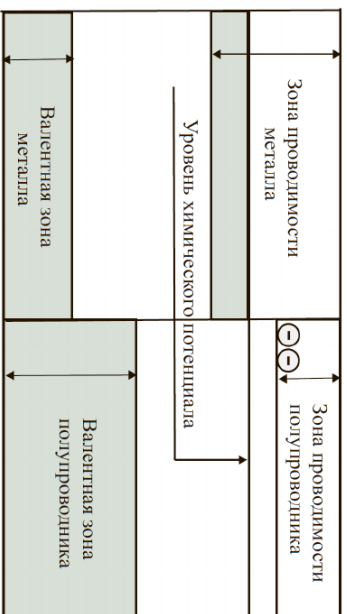 Зона проводимости
металла
Уровень химического потенциала
Валентная зона
металла
Зона проводимости
полупроводника
Валентная зона
полупроводника